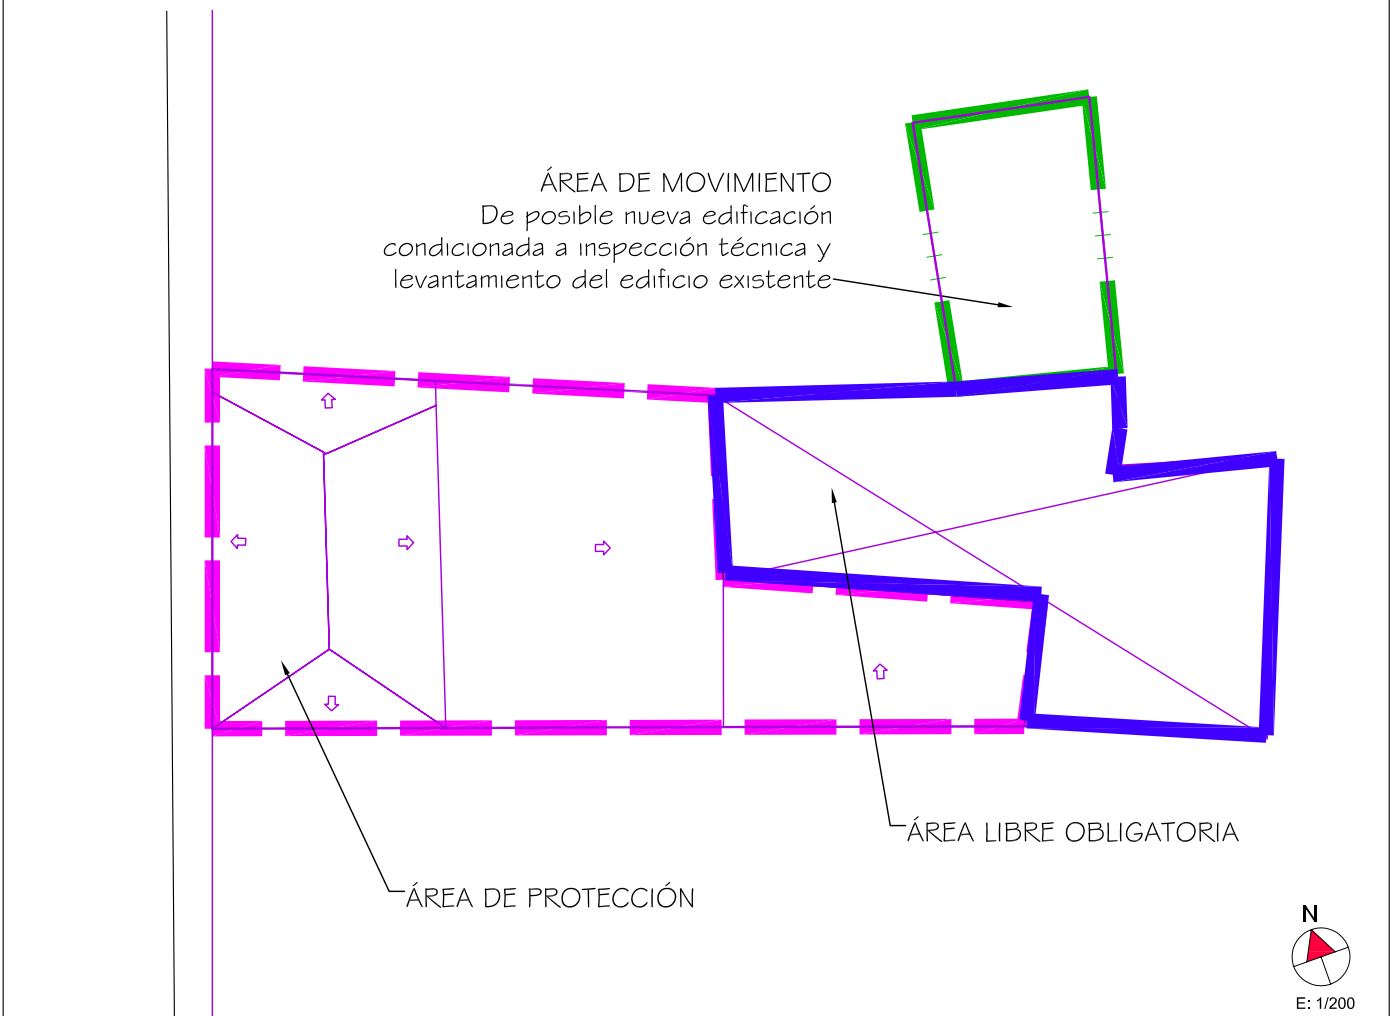 ÁREA DE MOVIMIENTO
De posible nueva edificación
condicionada a inspección técnica y
levantamiento del edificio existente
ÁREA LIBRE OBLIGATORIA
ÁREA DE PROTECCIÓN
N
E: 1/200